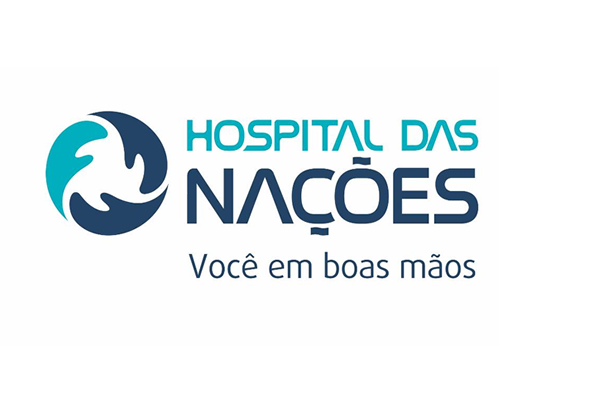 HOSPITAL DAS
NAÇÕES
Você em boas mãos